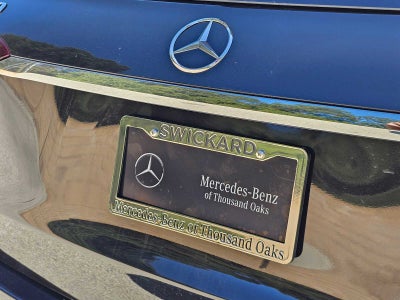 SWICKARD
Mercedes-Benz
of Thousand Oaks
Mercedes-Benz of Thousand Oaks